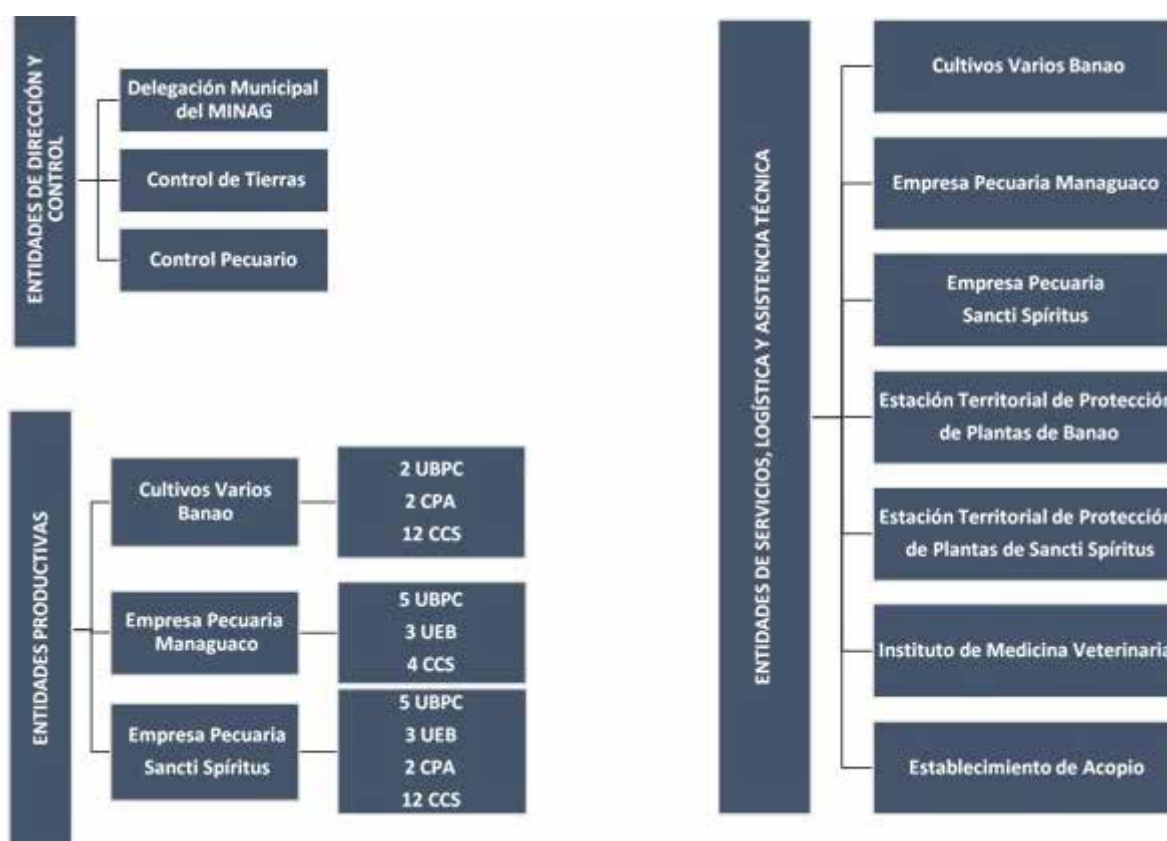 ENTIDADES DE DIRECCIÓN Y
CONTROL
Delegación Municipal
del MINAG
Control de Tierras
Control Pecuario
ENTIDADES PRODUCTIVAS
Cultivos Varios
Banao
2 UBPC
2 CPA
12 CCS
Empresa Pecuaria
Managuaco
5 UBPC
3 UEB
4 CCS
Empresa Pecuaria
Sancti Spíritus
5 UBPC
3 UEB
2 CPA
12 CCS
ENTIDADES DE SERVICIOS, LOGÍSTICA Y ASISTENCIA TÉCNICA
Cultivos Varios Banao
Empresa Pecuaria Managuaco
Empresa Pecuaria
Sancti Spíritus
Estación Territorial de Protección
de Plantas de Banao
Estación Territorial de Protección
de Plantas de Sancti Spíritus
Instituto de Medicina Veterinaria
Establecimiento de Acopio